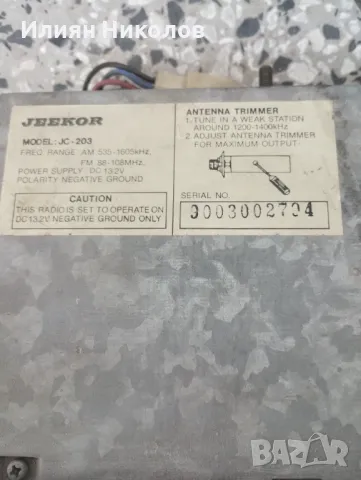 Илиян Николов
JEEKOR
MODEL: JC-203
FREQ. RANGE : AM 535-1605kHz,
FM 88-108MHz,
POWER SUPPLY : DC 13.2V
POLARITY NEGATIVE GROUND
CAUTION
THIS RADIO IS SET TO OPERATE ON
DC 13.2V NEGATIVE GROUND ONLY
ANTENNA TRIMMER
1. TUNE IN A WEAK STATION
AROUND 1200-1400kHz
2. ADJUST ANTENNA TRIMMER
FOR MAXIMUM OUTPUT.
SERIAL NO.
3003002704
BAZAR